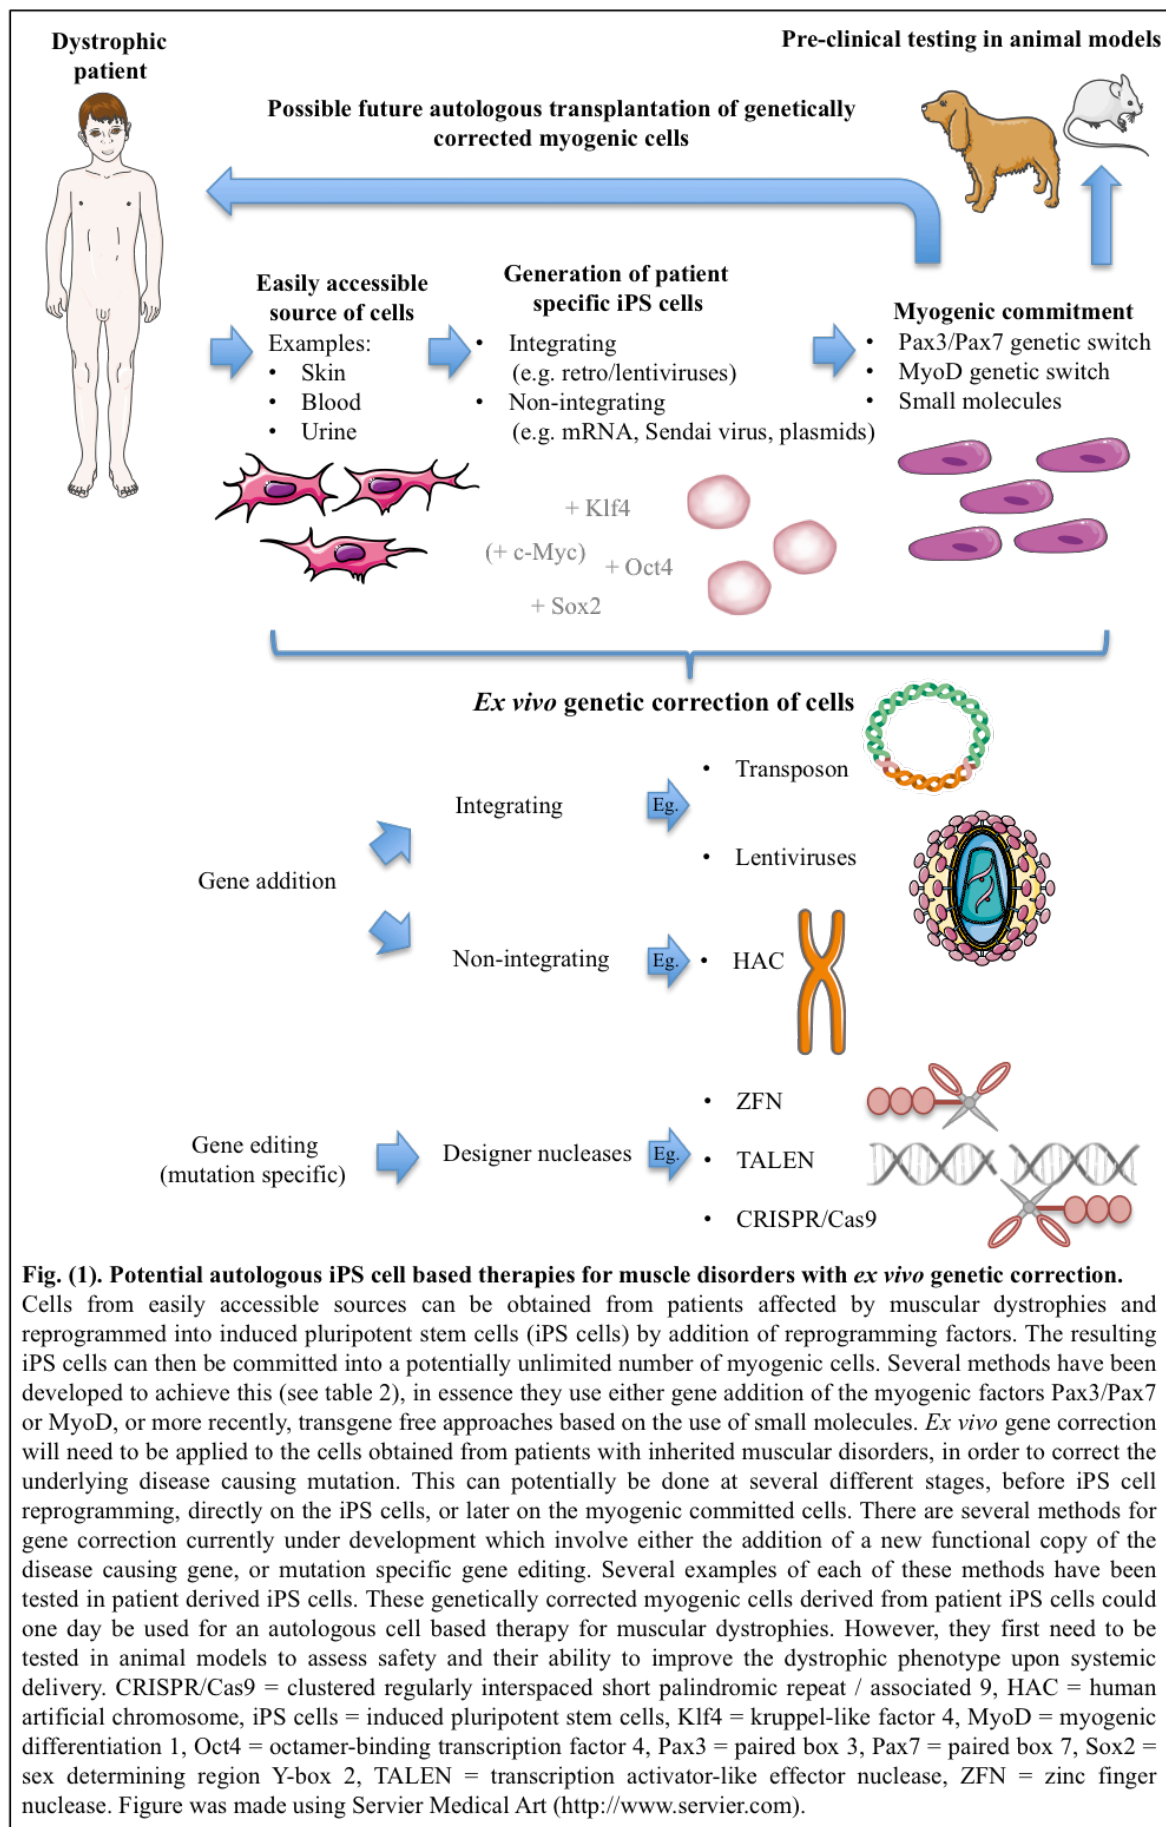 Dystrophic
patient
Pre-clinical testing in animal models
Possible future autologous transplantation of genetically
corrected myogenic cells
Easily accessible
source of cells
Examples:
• Skin
• Blood
• Urine
Generation of patient
specific iPS cells
• Integrating
(e.g. retro/lentiviruses)
• Non-integrating
(e.g. mRNA, Sendai virus, plasmids)
Myogenic commitment
• Pax3/Pax7 genetic switch
• MyoD genetic switch
• Small molecules
+ Klf4
(+ c-Myc)
+ Oct4
+ Sox2
Ex vivo genetic correction of cells
Gene addition
Integrating
Eg.
• Transposon
• Lentiviruses
Non-integrating
Eg.
• HAC
Gene editing
(mutation specific)
Designer nucleases
Eg.
• ZFN
• TALEN
• CRISPR/Cas9
Fig. (1). Potential autologous iPS cell based therapies for muscle disorders with ex vivo genetic correction.
Cells from easily accessible sources can be obtained from patients affected by muscular dystrophies and
reprogrammed into induced pluripotent stem cells (iPS cells) by addition of reprogramming factors. The resulting
iPS cells can then be committed into a potentially unlimited number of myogenic cells. Several methods have been
developed to achieve this (see table 2), in essence they use either gene addition of the myogenic factors Pax3/Pax7
or MyoD, or more recently, transgene free approaches based on the use of small molecules. Ex vivo gene correction
will need to be applied to the cells obtained from patients with inherited muscular disorders, in order to correct the
underlying disease causing mutation. This can potentially be done at several different stages, before iPS cell
reprogramming, directly on the iPS cells, or later on the myogenic committed cells. There are several methods for
gene correction currently under development which involve either the addition of a new functional copy of the
disease causing gene, or mutation specific gene editing. Several examples of each of these methods have been
tested in patient derived iPS cells. These genetically corrected myogenic cells derived from patient iPS cells could
one day be used for an autologous cell based therapy for muscular dystrophies. However, they first need to be
tested in animal models to assess safety and their ability to improve the dystrophic phenotype upon systemic
delivery. CRISPR/Cas9 = clustered regularly interspaced short palindromic repeat / associated 9, HAC = human
artificial chromosome, iPS cells = induced pluripotent stem cells, Klf4 = kruppel-like factor 4, MyoD = myogenic
differentiation 1, Oct4 = octamer-binding transcription factor 4, Pax3 = paired box 3, Pax7 = paired box 7, Sox2 =
sex determining region Y-box 2, TALEN = transcription activator-like effector nuclease, ZFN = zinc finger
nuclease. Figure was made using Servier Medical Art (http://www.servier.com).